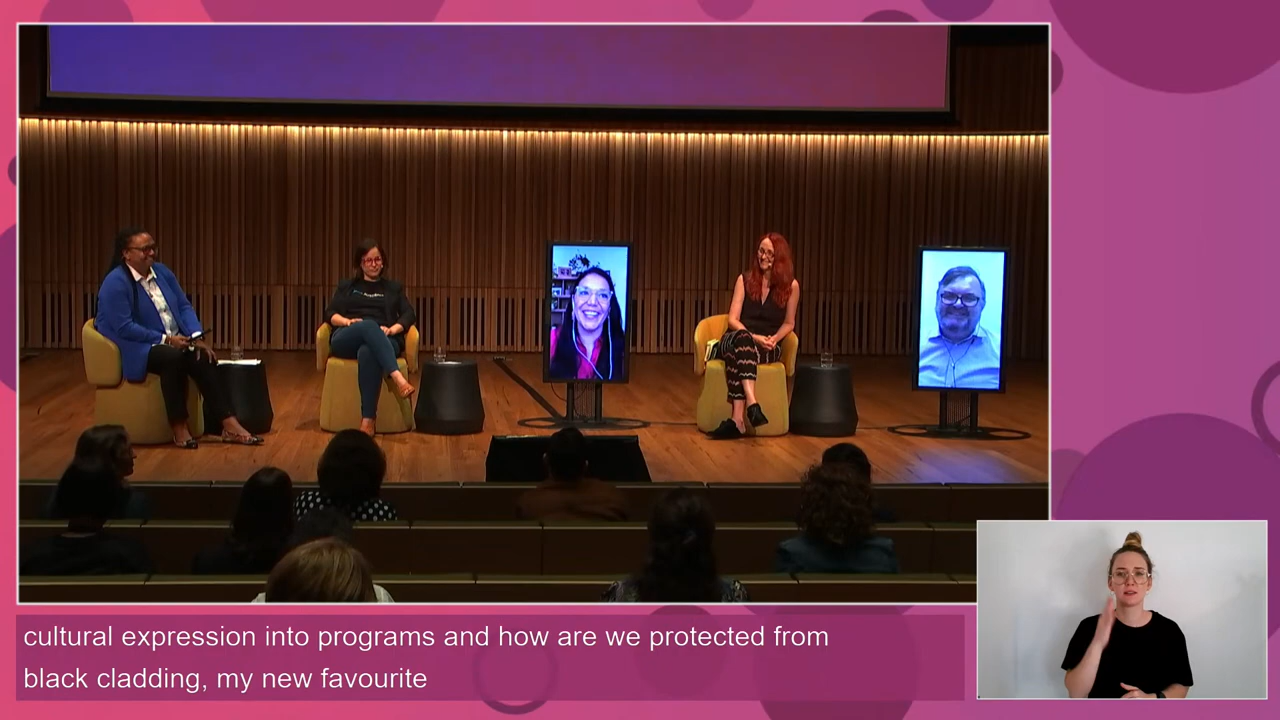 cultural expression into programs and how are we protected from
black cladding, my new favourite